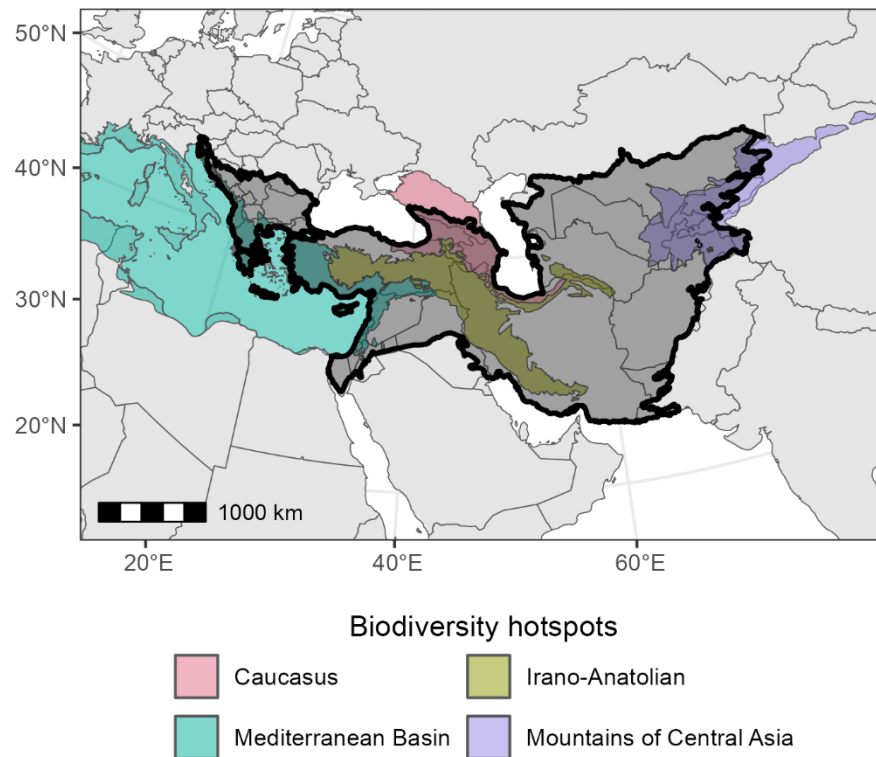 50°N
40°N
30°N
20°N
1000 km
20°E 40°E 60°E
Biodiversity hotspots
Caucasus Irano-Anatolian
Mediterranean Basin Mountains of Central Asia